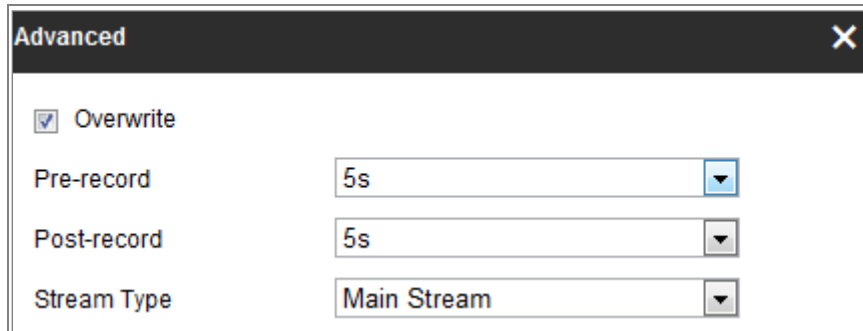 Advanced
Overwrite
Pre-record 5s
Post-record 5s
Stream Type Main Stream